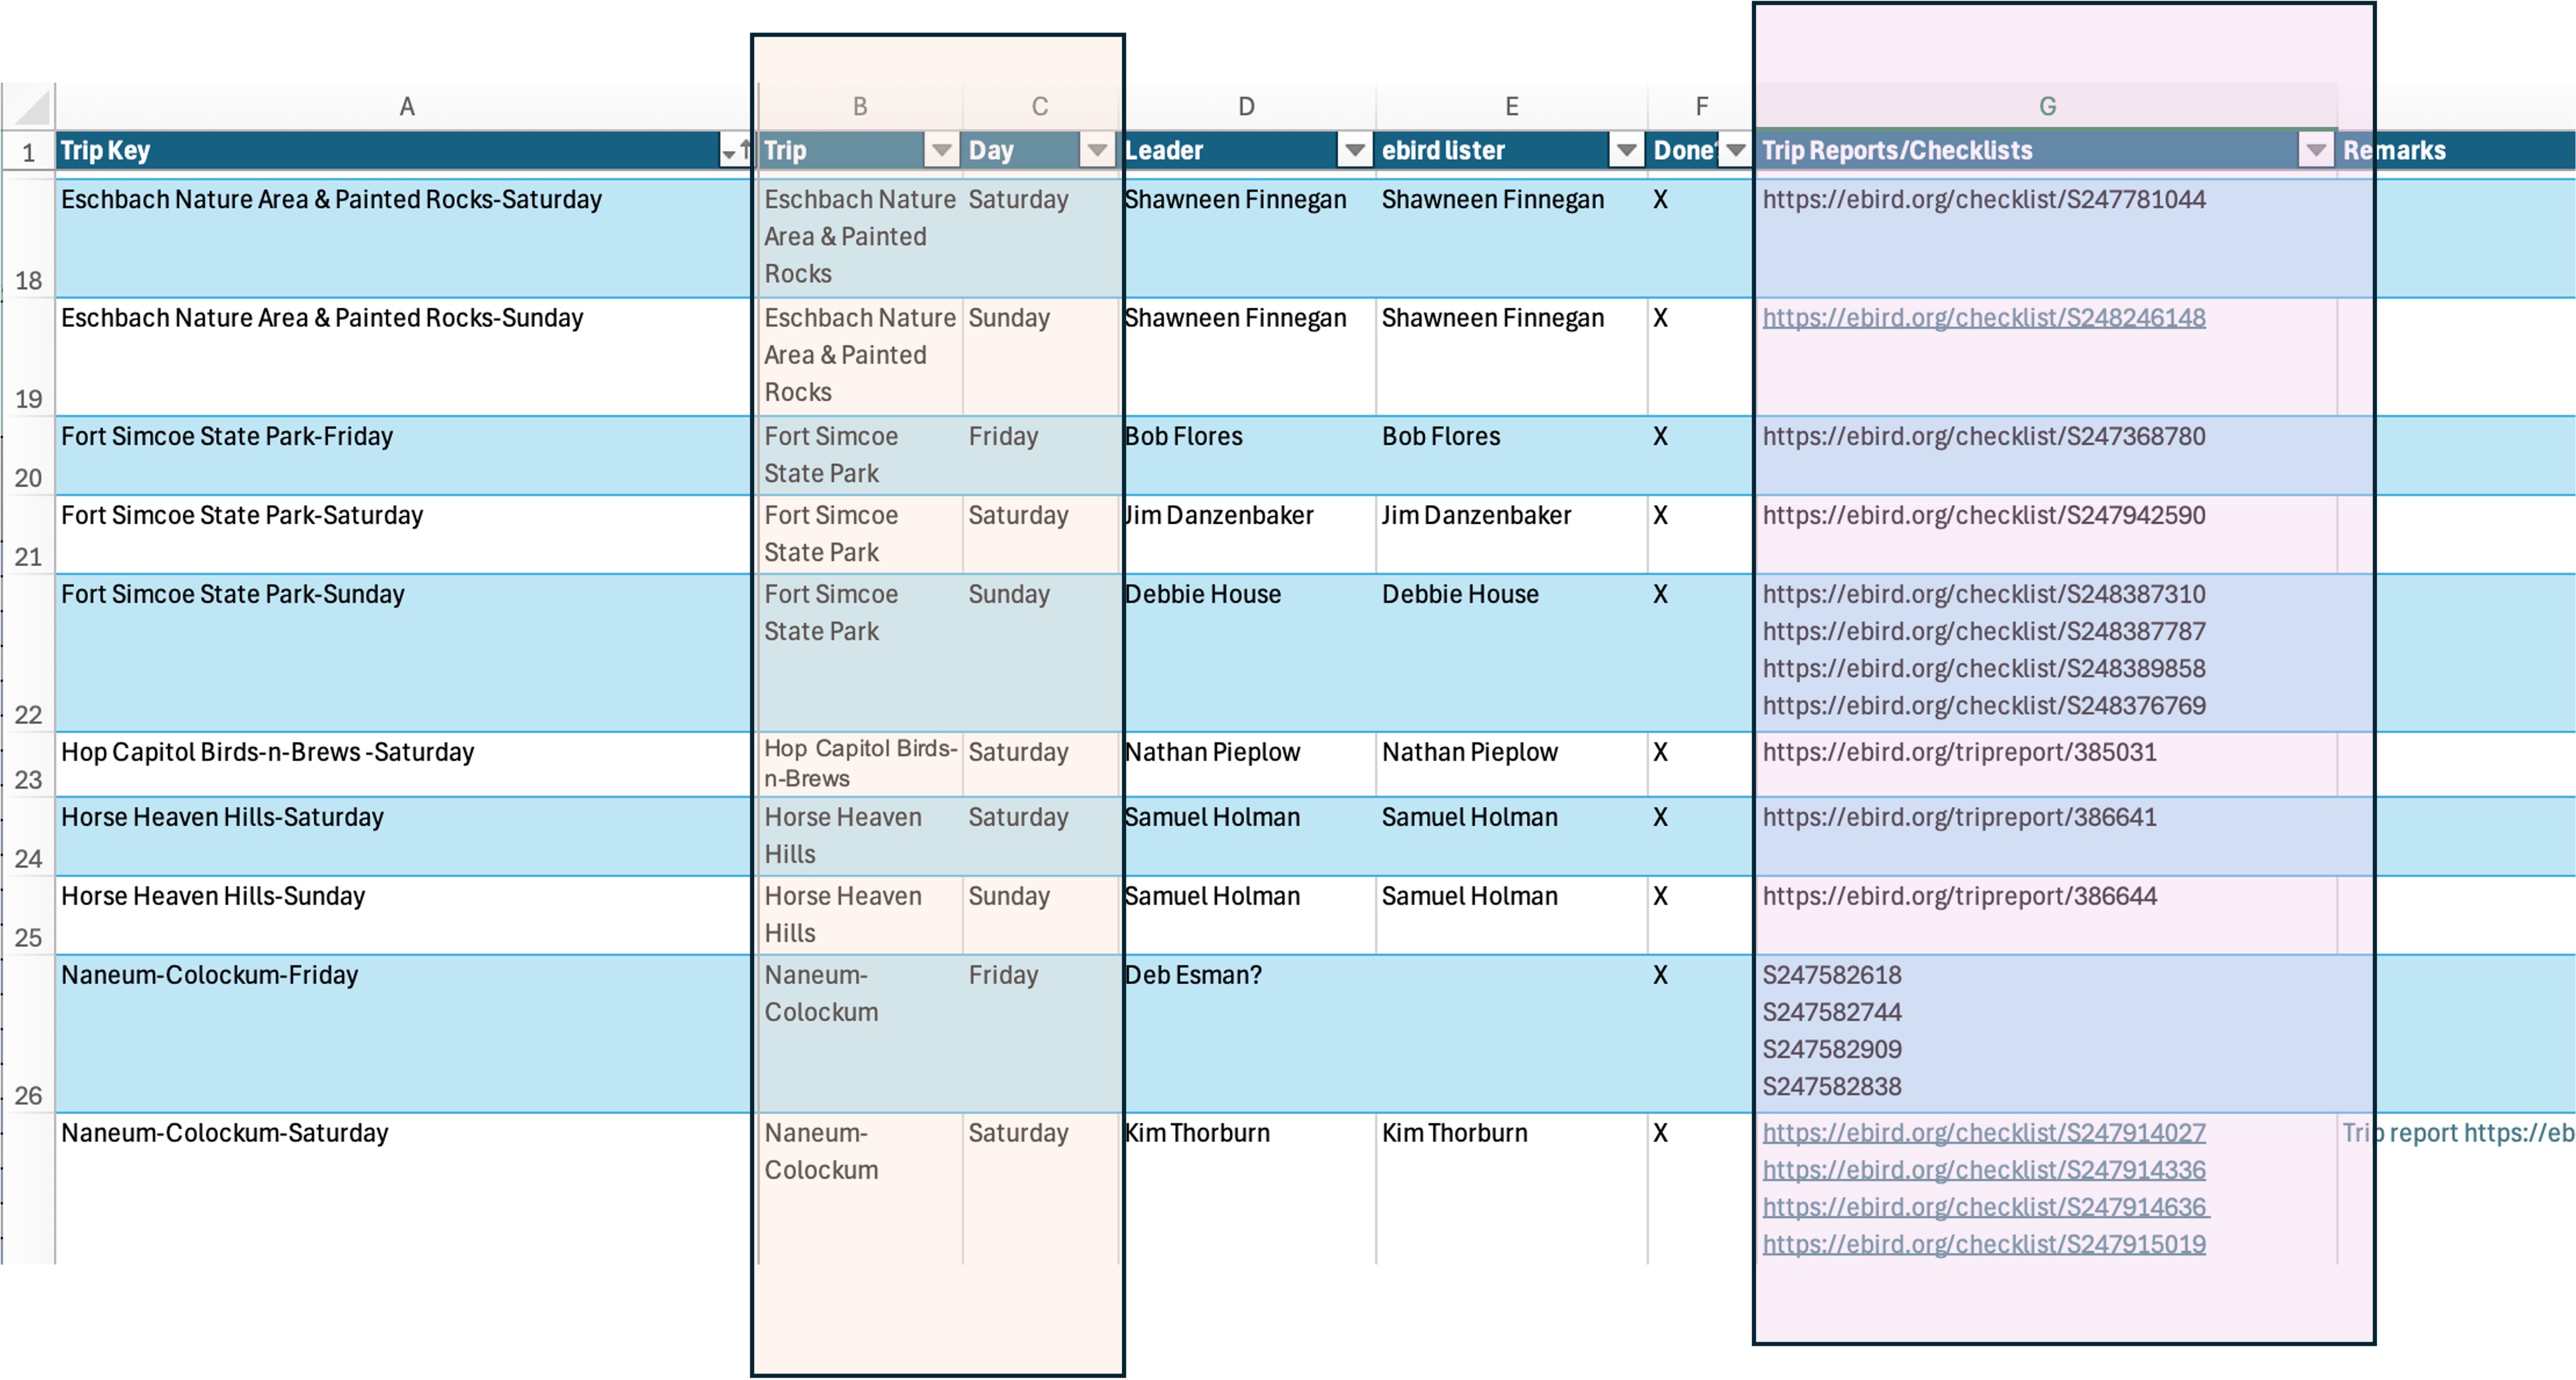 A B C D E F G
1 Trip Key Trip Day Leader ebird lister Done? Trip Reports/Checklists Remarks
Eschbach Nature Area & Painted Rocks-Saturday Eschbach Nature Saturday Shawneen Finnegan Shawneen Finnegan X https://ebird.org/checklist/S247781044
Area & Painted
18 Rocks
Eschbach Nature Area & Painted Rocks-Sunday Eschbach Nature Sunday Shawneen Finnegan Shawneen Finnegan X https://ebird.org/checklist/S248246148
Area & Painted
19 Rocks
Fort Simcoe State Park-Friday Fort Simcoe Friday Bob Flores Bob Flores X https://ebird.org/checklist/S247368780
20 State Park
Fort Simcoe State Park-Saturday Fort Simcoe Saturday Jim Danzenbaker Jim Danzenbaker X https://ebird.org/checklist/S247942590
21 State Park
Fort Simcoe State Park-Sunday Fort Simcoe Sunday Debbie House Debbie House X https://ebird.org/checklist/S248387310
State Park https://ebird.org/checklist/S248387787
https://ebird.org/checklist/S248389858
22 https://ebird.org/checklist/S248376769
Hop Capitol Birds-n-Brews -Saturday Hop Capitol Birds- Saturday Nathan Pieplow Nathan Pieplow X https://ebird.org/tripreport/385031
23 n-Brews
Horse Heaven Hills-Saturday Horse Heaven Saturday Samuel Holman Samuel Holman X https://ebird.org/tripreport/386641
24 Hills
Horse Heaven Hills-Sunday Horse Heaven Sunday Samuel Holman Samuel Holman X https://ebird.org/tripreport/386644
25 Hills
Naneum-Colockum-Friday Naneum- Friday Deb Esman? X S247582618
Colockum S247582744
S247582909
26 S247582838
Naneum-Colockum-Saturday Naneum- Saturday Kim Thorburn Kim Thorburn X https://ebird.org/checklist/S247914027 Trip report https://eb
Colockum https://ebird.org/checklist/S247914336
https://ebird.org/checklist/S247914636
https://ebird.org/checklist/S247915019